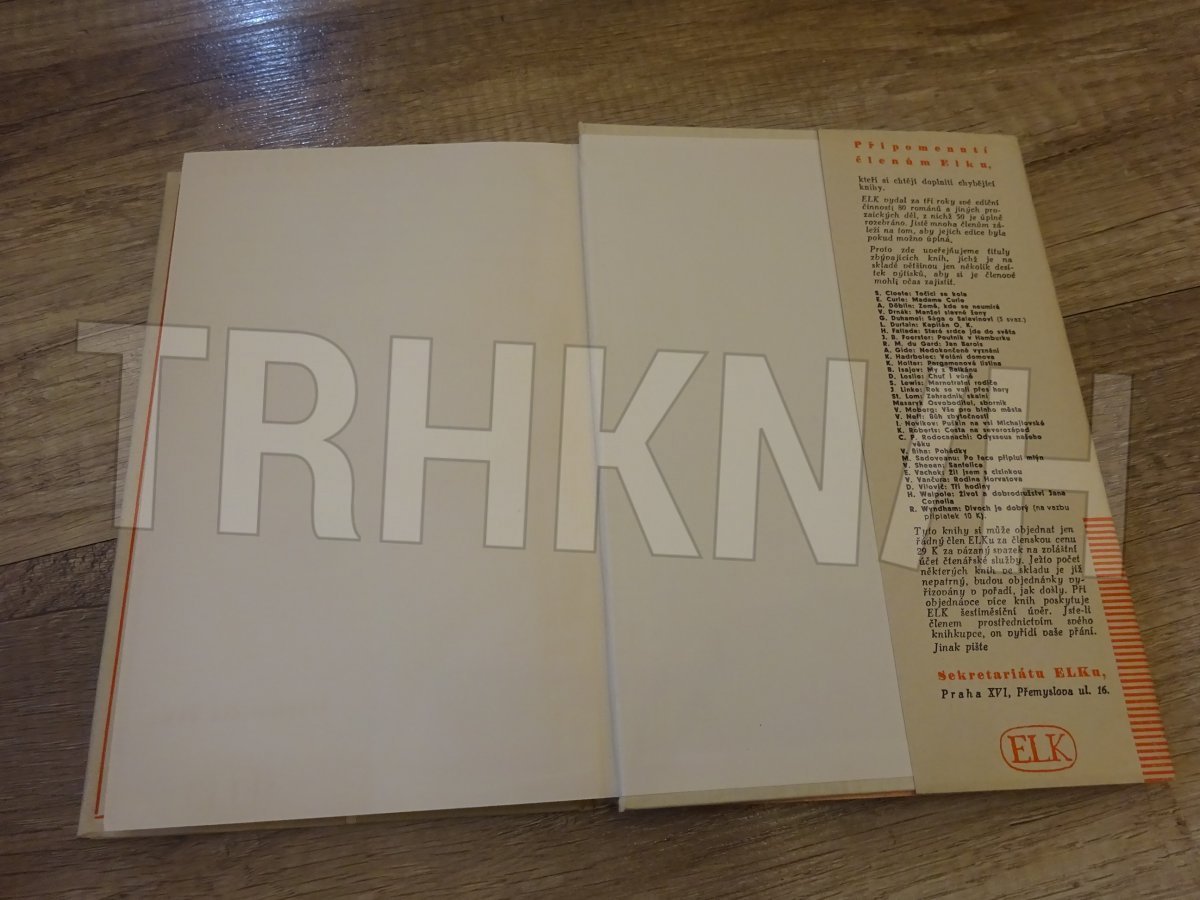 Připomenutí
členům Elku,
kteří si chtějí doplniti chybějící
knihy.
ELK vydal za tři roky své ediční
činnosti 80 románů a jiných pro-
zaických děl, z nichž 50 je úplně
rozebráno. Jistě mnoha členům zá-
leží na tom, aby jejich edice byla
pokud možno úplná.
Proto zde uveřejňujeme tituly
zbývajících knih, jichž je na
skladě většinou jen několik desí-
tek výtisků, aby si je členové
mohli včas zajistit.
S. Cloete: Točící se kola
E. Curie: Madame Curie
A. Döblin: Země, kde se neumírá
V. Drnák: Manžel slavné ženy
G. Duhamel: Sága o Salavinovi (5 svaz.)
L. Durtain: Kapitán O. K.
H. Fallada: Staré srdce jde do světa
J. B. Foerster: Poutník v Hamburku
R. M. du Gard: Jan Barois
A. Gide: Nedokončené vyznání
K. Hadrbolec: Volání domova
K. Holter: Pergamenová listina
B. Isajev: My z Balkánu
D. Leslie: Chuť i vůně
S. Lewis: Marnotratní rodiče
J. Linke: Rok se valí přes hory
St. Lom: Zahradník skalní
Masaryk Osvoboditel, sborník
V. Moberg: Vše pro blaho města
V. Neff: Bůh zbytečnosti
I. Novikov: Puškin na vsi Michajlovské
K. Roberts: Cesta na severozápad
C. P. Rodocanachi: Odysseus našeho
věku
V. Říha: Pohádky
M. Sadoveanu: Po řece připlul mlýn
V. Sheean: Sanfelice
E. Vachek: Žil jsem s cizinkou
V. Vančura: Rodina Horvatova
D. Vilovič: Tři hodiny
H. Walpole: Život a dobrodružství Jana
Cornelia
R. Wyndham: Divoch je dobrý (na vazbu
připlatek 10 K).
Tyto knihy si může objednat jen
řádný člen ELKu za členskou cenu
29 K za vázaný svazek na zvláštní
účet čtenářské služby. Ježto počet
některých knih ve skladu je již
nepatrný, budou objednávky vy-
řizovány v pořadí, jak došly. Při
objednávce více knih poskytuje
ELK šestiměsíční úvěr. Jste-li
členem prostřednictvím svého
knihkupce, on vyřídí vaše přání.
Jinak pište
Sekretariátu ELKu,
Praha XVI, Přemyslova ul. 16.
ELK
TRHKNIH